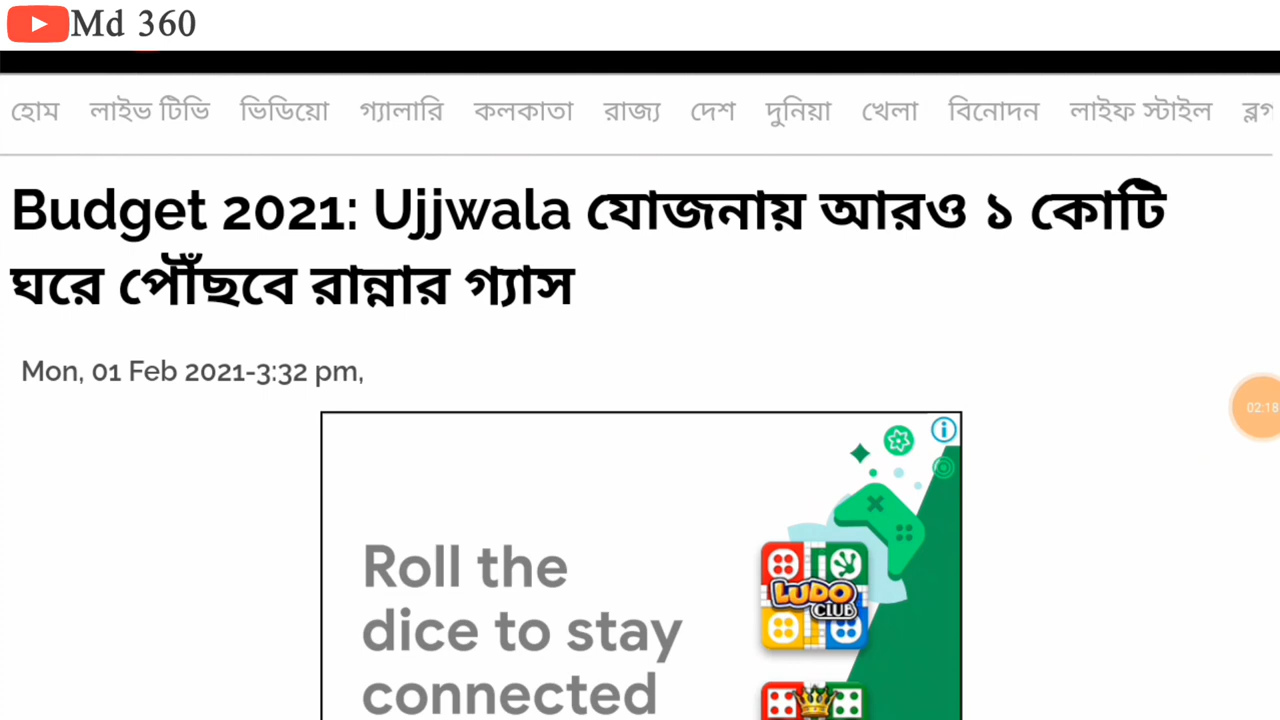 Md 360
হোম লাইভ টিভি ভিডিয়ো গ্যালারি কলকাতা রাজ্য দেশ দুনিয়া খেলা বিনোদন লাইফ স্টাইল ব্লগ
Budget 2021: Ujjwala যোজনায় আরও ১ কোটি
ঘরে পৌঁছবে রান্নার গ্যাস
Mon, 01 Feb 2021-3:32 pm,
02:18
Roll the
dice to stay
connected
LUDO
CLUB